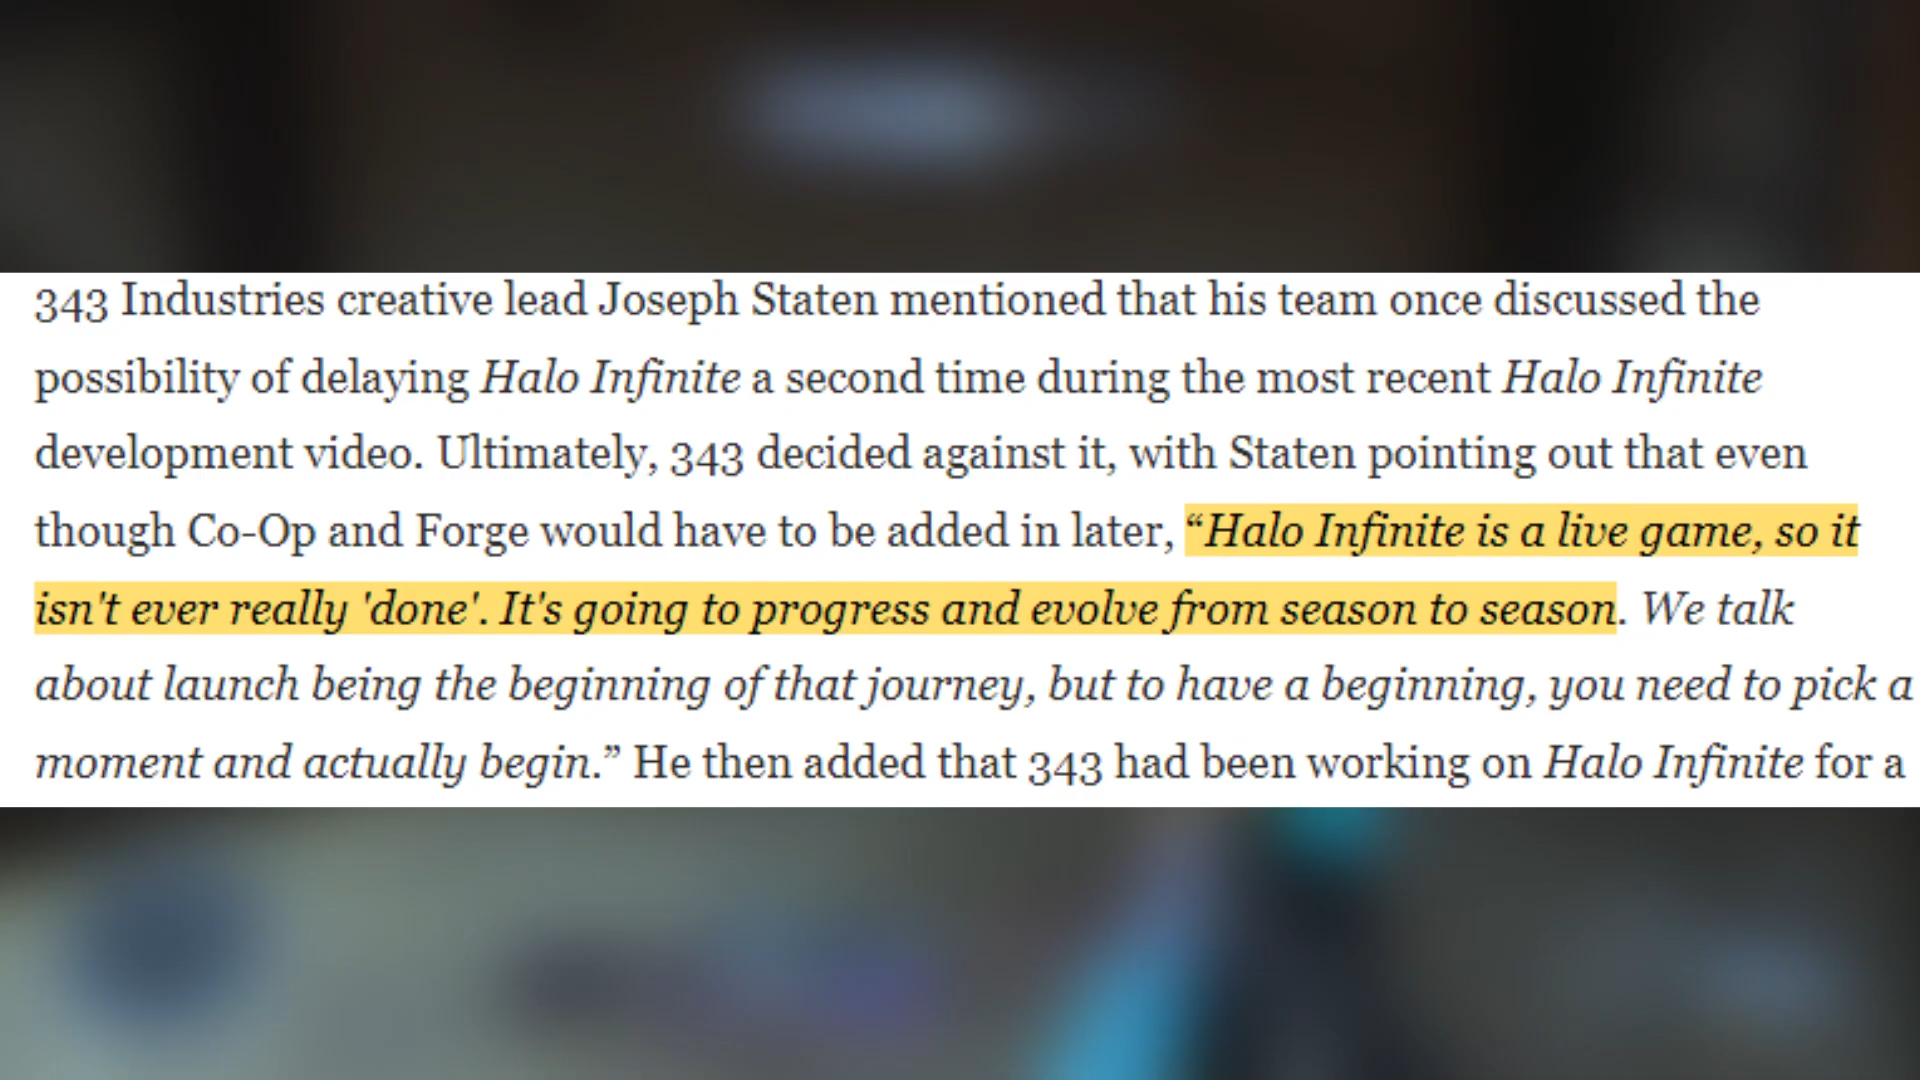 343 Industries creative lead Joseph Staten mentioned that his team once discussed the
possibility of delaying Halo Infinite a second time during the most recent Halo Infinite
development video. Ultimately, 343 decided against it, with Staten pointing out that even
though Co-Op and Forge would have to be added in later, “Halo Infinite is a live game, so it
isn't ever really 'done'. It's going to progress and evolve from season to season. We talk
about launch being the beginning of that journey, but to have a beginning, you need to pick a
moment and actually begin.” He then added that 343 had been working on Halo Infinite for a